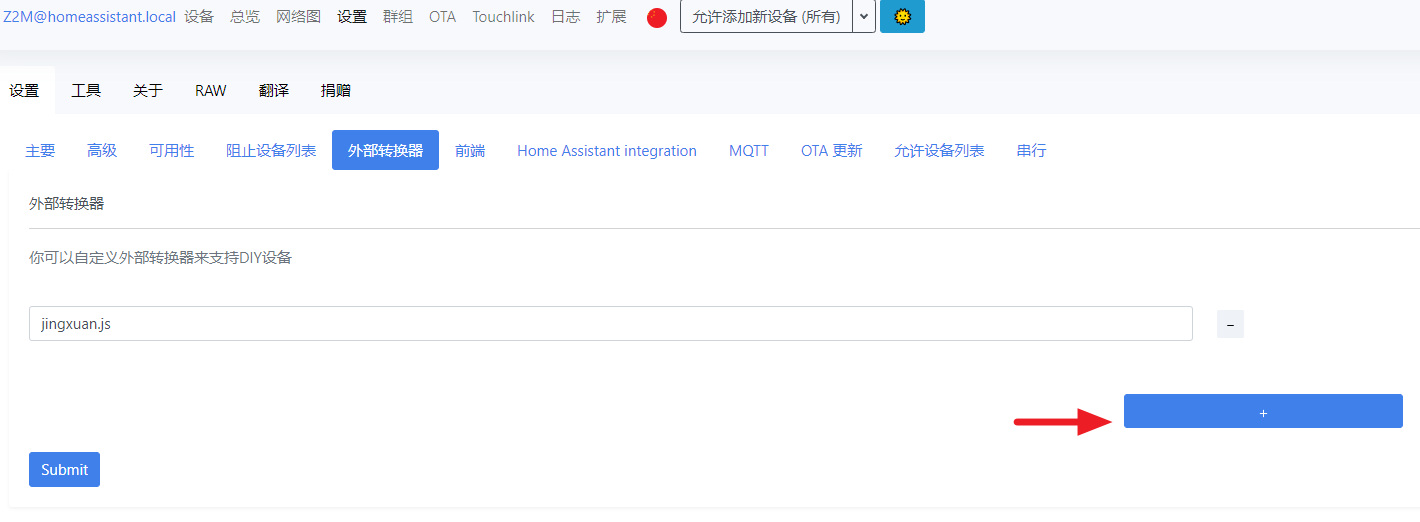 Z2M@homeassistant.local 设备 总览 网络图 设置 群组 OTA Touchlink 日志 扩展 允许添加新设备 (所有)
设置 工具 关于 RAW 翻译 捐赠
主要 高级 可用性 阻止设备列表 外部转换器 前端 Home Assistant integration MQTT OTA 更新 允许设备列表 串行
外部转换器
你可以自定义外部转换器来支持DIY设备
jingxuan.js –
+
Submit